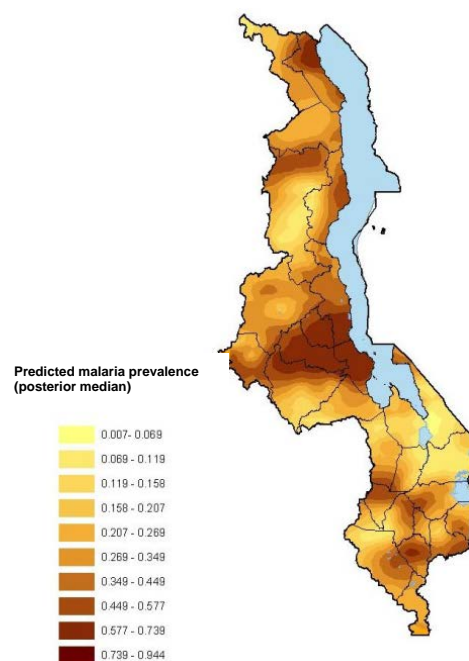 Predicted malaria prevalence
(posterior median)
0.007- 0.069
0.069 - 0.119
0.119 - 0.158
0.158 - 0.207
0.207 - 0.269
0.269 - 0.349
0.349 - 0.449
0.449 - 0.577
0.577 - 0.739
0.739 - 0.944